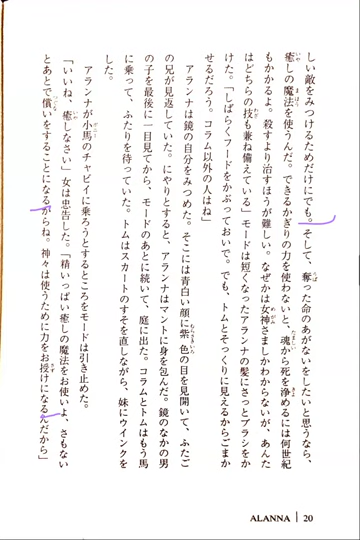 しい敵をみつけるためだけにでも。そして、奪った命のあがないをしたいと思うなら、
癒しの魔法を使うんだ。できるかぎりの力を使わないと、魂から死を浄めるには何世紀
もかかるよ。殺すより治すほうが難しい。なぜかは女神さましかわからないが、あんた
はどちらの技も兼ね備えている」モードは短くなったアランナの髪にさっとブラシをか
けた。「しばらくフードをかぶっておいで。でも、トムとそっくりに見えるからごまか
せるだろう。コラム以外の人はね」
アランナは鏡の自分をみつめた。そこには青白い顔に紫色の目を見開いて、ふたご
の兄が見返していた。にやりとすると、アランナはマントに身を包んだ。鏡のなかの男
の子を最後に一目見てから、モードのあとに続いて、庭に出た。コラムとトムはもう馬
に乗って、ふたりを待っていた。トムはスカートのすそを直しながら、妹にウインクを
した。
アランナが小馬のチャビイに乗ろうとするところをモードは引き止めた。
「いいね、癒しなさい」女は忠告した。「精いっぱい癒しの魔法をお使いよ、さもない
とあとで償いをすることになるからね。神々は使うために力をお授けになるんだから」
ALANNA | 20